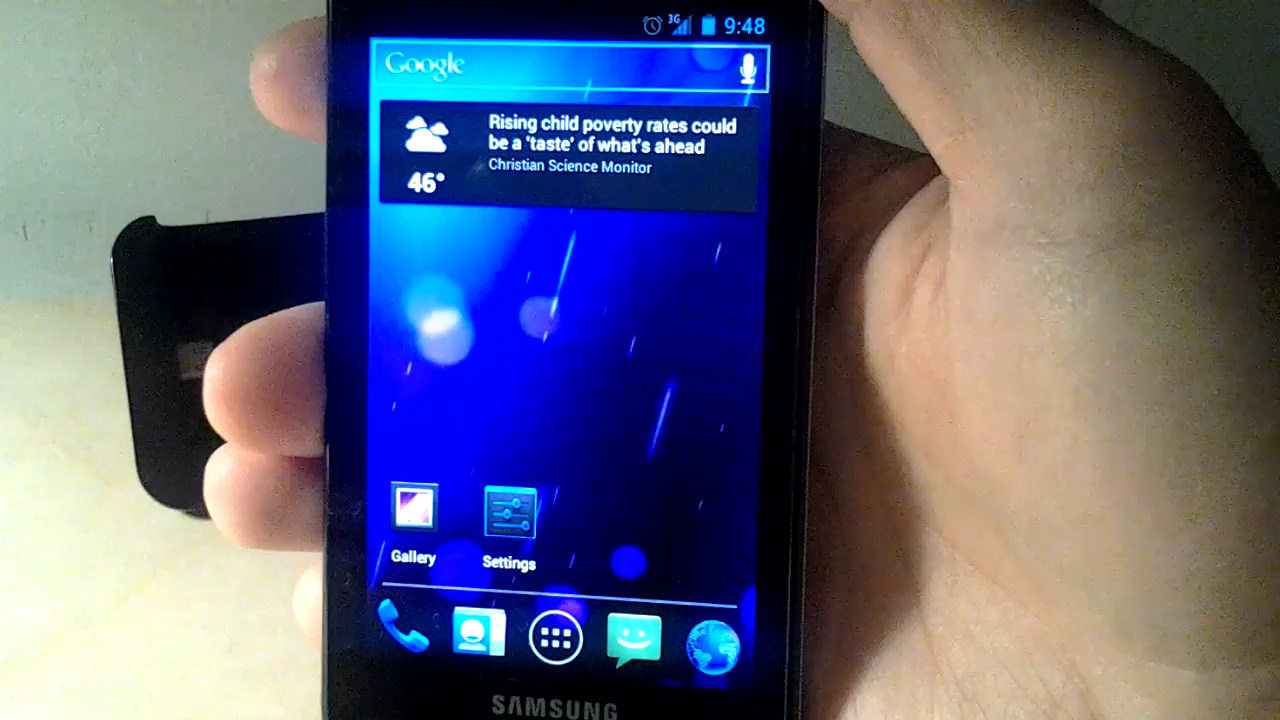 3G 9:48
Google
Rising child poverty rates could
be a 'taste' of what's ahead
Christian Science Monitor
46°
Gallery
Settings
SAMSUNG